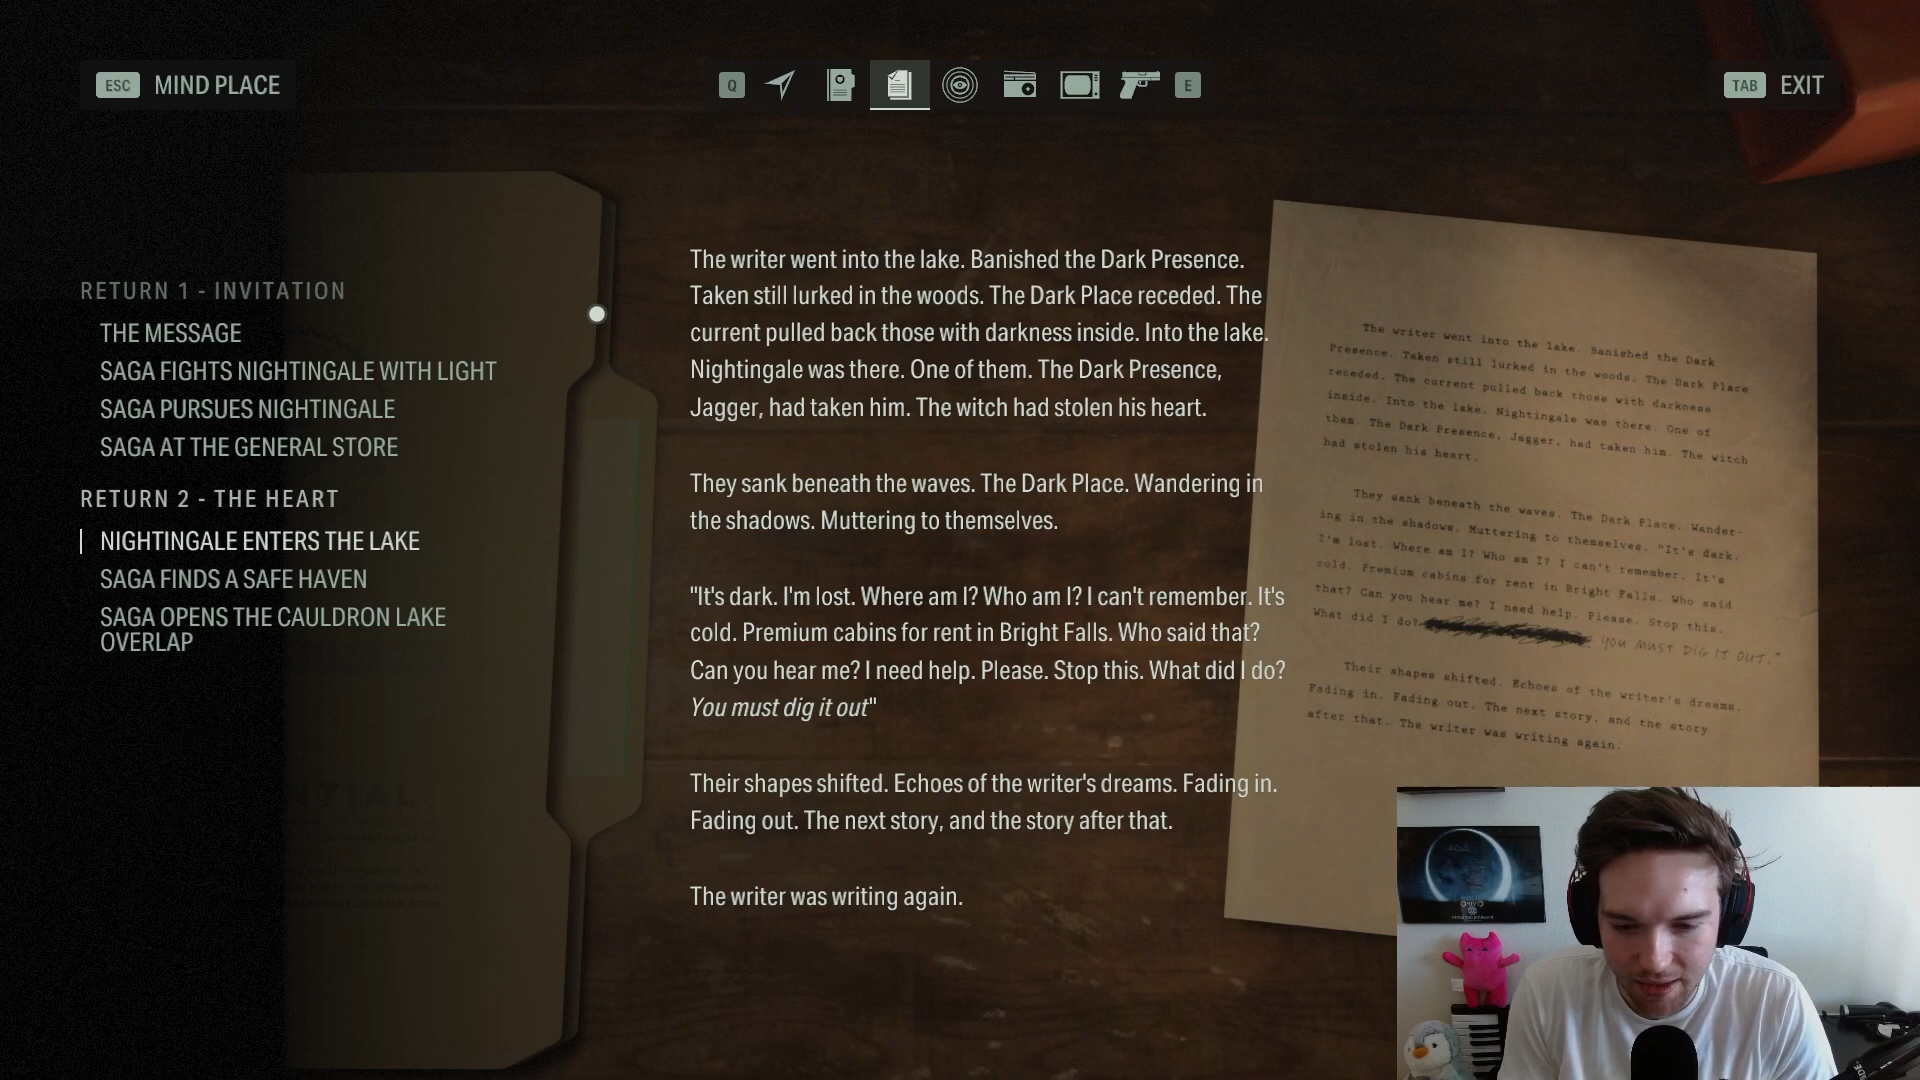 ESC MIND PLACE
Q
E
TAB EXIT
RETURN 1 - INVITATION
THE MESSAGE
SAGA FIGHTS NIGHTINGALE WITH LIGHT
SAGA PURSUES NIGHTINGALE
SAGA AT THE GENERAL STORE
RETURN 2 - THE HEART
NIGHTINGALE ENTERS THE LAKE
SAGA FINDS A SAFE HAVEN
SAGA OPENS THE CAULDRON LAKE
OVERLAP
The writer went into the lake. Banished the Dark Presence.
Taken still lurked in the woods. The Dark Place receded. The
current pulled back those with darkness inside. Into the lake.
Nightingale was there. One of them. The Dark Presence,
Jagger, had taken him. The witch had stolen his heart.
They sank beneath the waves. The Dark Place. Wandering in
the shadows. Muttering to themselves.
"It's dark. I'm lost. Where am I? Who am I? I can't remember. It's
cold. Premium cabins for rent in Bright Falls. Who said that?
Can you hear me? I need help. Please. Stop this. What did I do?
You must dig it out"
Their shapes shifted. Echoes of the writer's dreams. Fading in.
Fading out. The next story, and the story after that.
The writer was writing again.
The writer went into the lake. Banished the Dark
Presence. Taken still lurked in the woods. The Dark Place
receded. The current pulled back those with darkness
inside. Into the lake. Nightingale was there. One of
them. The Dark Presence, Jagger, had taken him. The witch
had stolen his heart.
They sank beneath the waves. The Dark Place. Wander-
ing in the shadows. Muttering to themselves. "It's dark.
I'm lost. Where am I? Who am I? I can't remember. It's
cold. Premium cabins for rent in Bright Falls. Who said
that? Can you hear me? I need help. Please. Stop this.
What did I do? YOU MUST DIG IT OUT."
Their shapes shifted. Echoes of the writer's dreams.
Fading in. Fading out. The next story, and the story
after that. The writer was writing again.
NTIAL